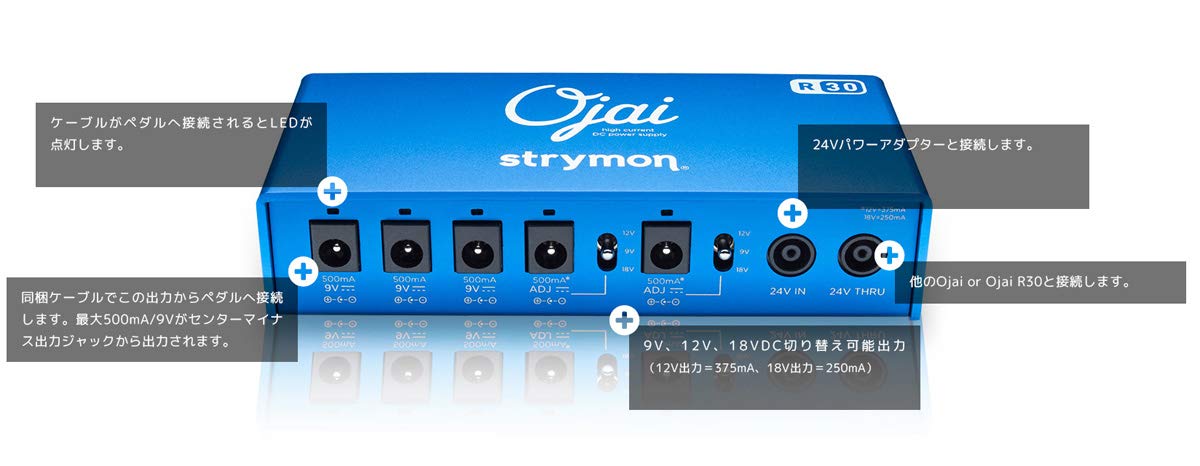 Ojai
high current
DC power supply
strymon®
R30
ケーブルがペダルへ接続されるとLEDが
点灯します。
24Vパワーアダプターと接続します。
*12V=375mA
18V=250mA
12V
9V
18V
12V
9V
18V
500mA
9V
500mA
9V
500mA
9V
500mA*
ADJ
500mA*
ADJ
24V IN
24V THRU
他のOjai or Ojai R30と接続します。
同梱ケーブルでこの出力からペダルへ接続
します。最大500mA/9Vがセンターマイナ
ス出力ジャックから出力されます。
9V、12V、18VDC切り替え可能出力
（12V出力＝375mA、18V出力＝250mA）